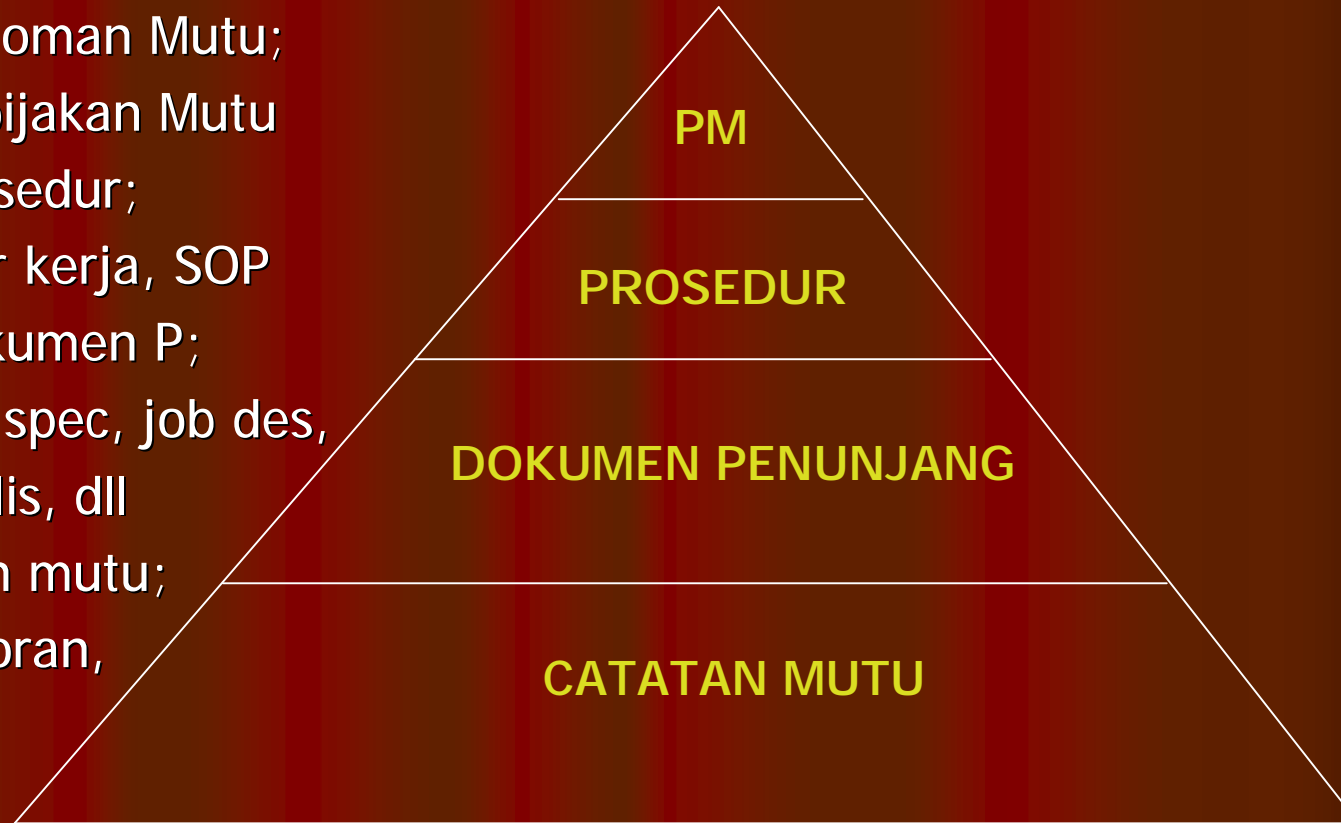 oman Mutu;
bijakan Mutu
sedur;
r kerja, SOP
kumen P;
spec, job des,
lis, dll
n mutu;
oran,
PM
PROSEDUR
DOKUMEN PENUNJANG
CATATAN MUTU